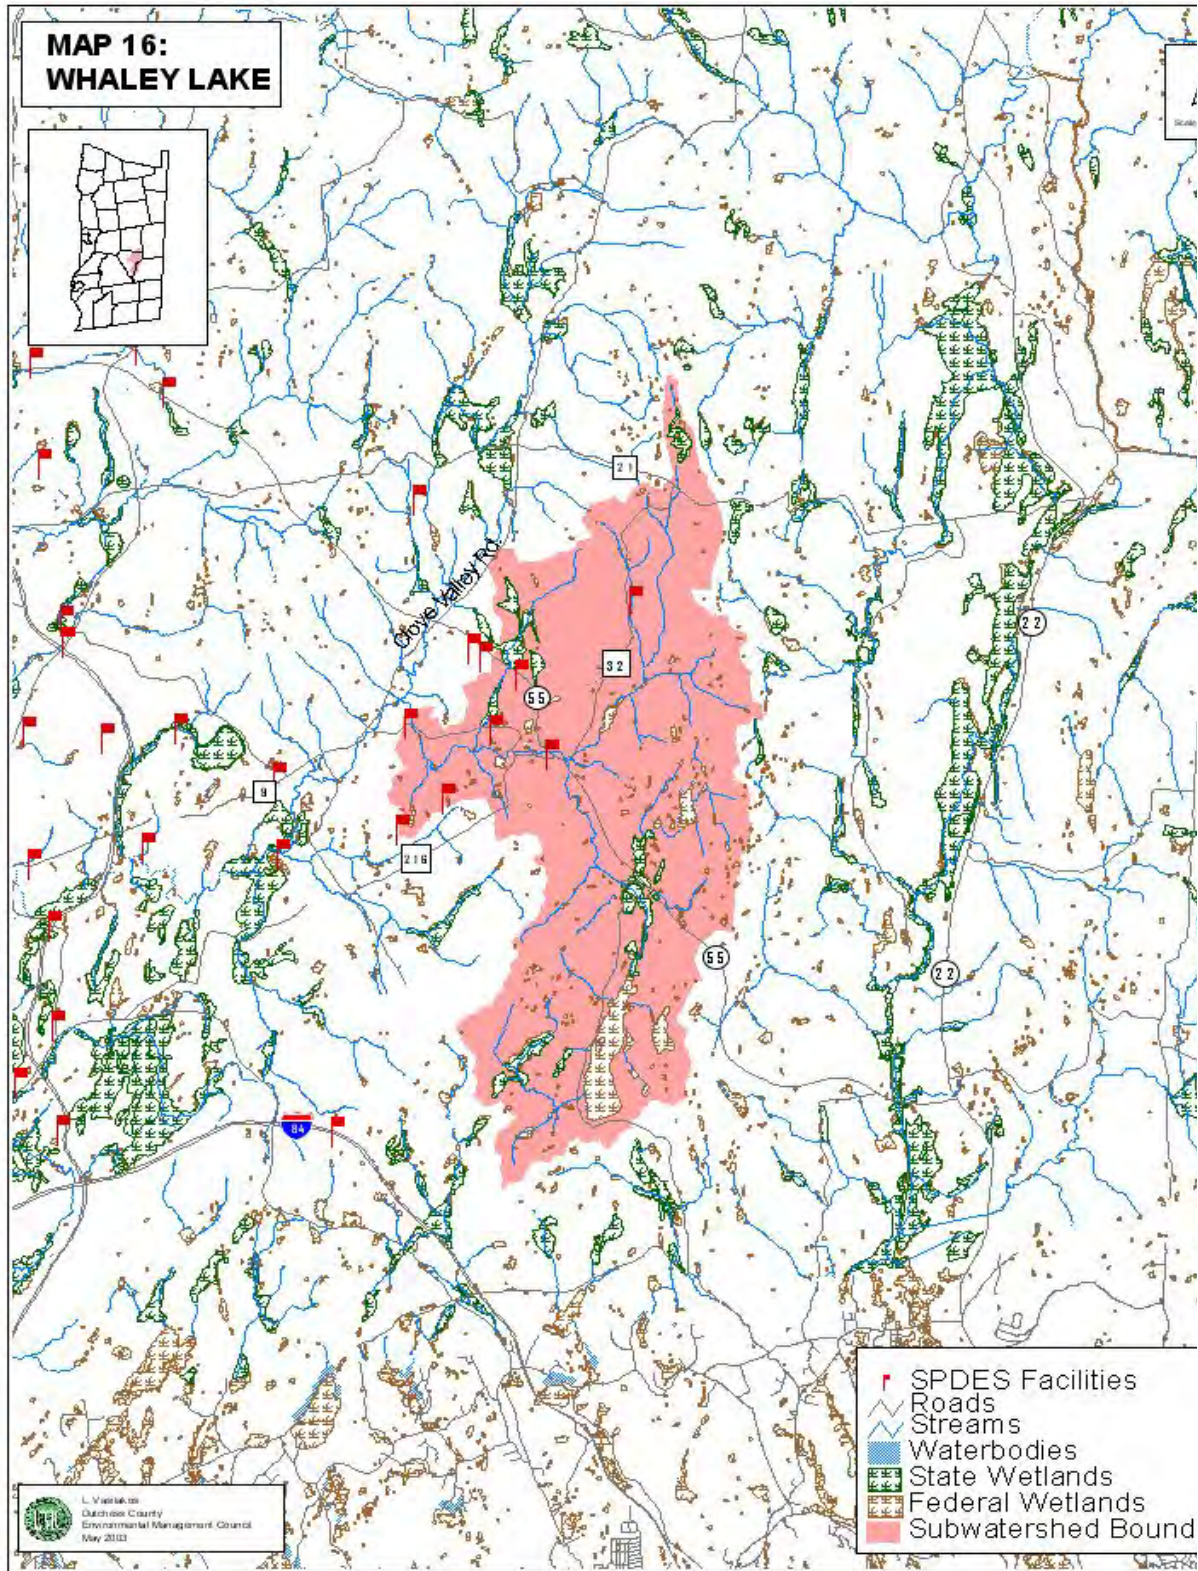 MAP 16:
WHALEY LAKE
21
Clove Valley Rd.
22
32
55
9
216
55
22
84
SPDES Facilities
Roads
Streams
Waterbodies
State Wetlands
Federal Wetlands
Subwatershed Bound
L. Vasilakos
Dutchess County
Environmental Management Council
May 2003